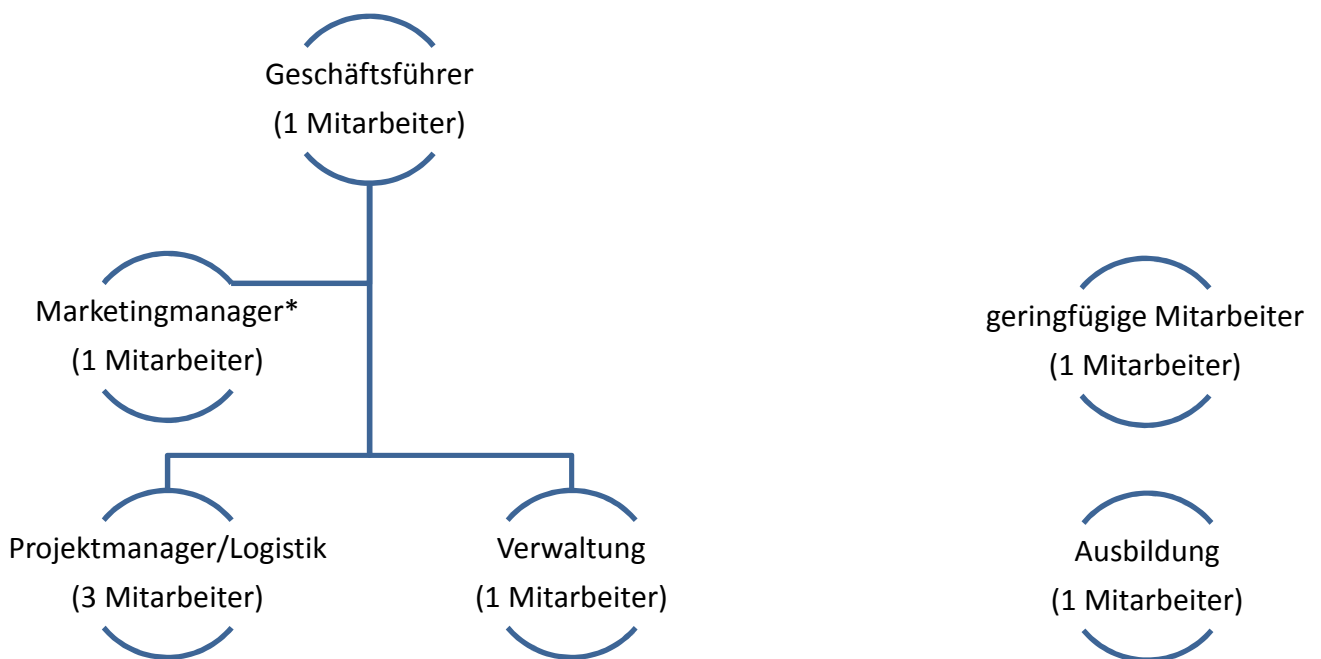 Geschäftsführer
(1 Mitarbeiter)
Marketingmanager*
(1 Mitarbeiter)
geringfügige Mitarbeiter
(1 Mitarbeiter)
Projektmanager/Logistik
(3 Mitarbeiter)
Verwaltung
(1 Mitarbeiter)
Ausbildung
(1 Mitarbeiter)